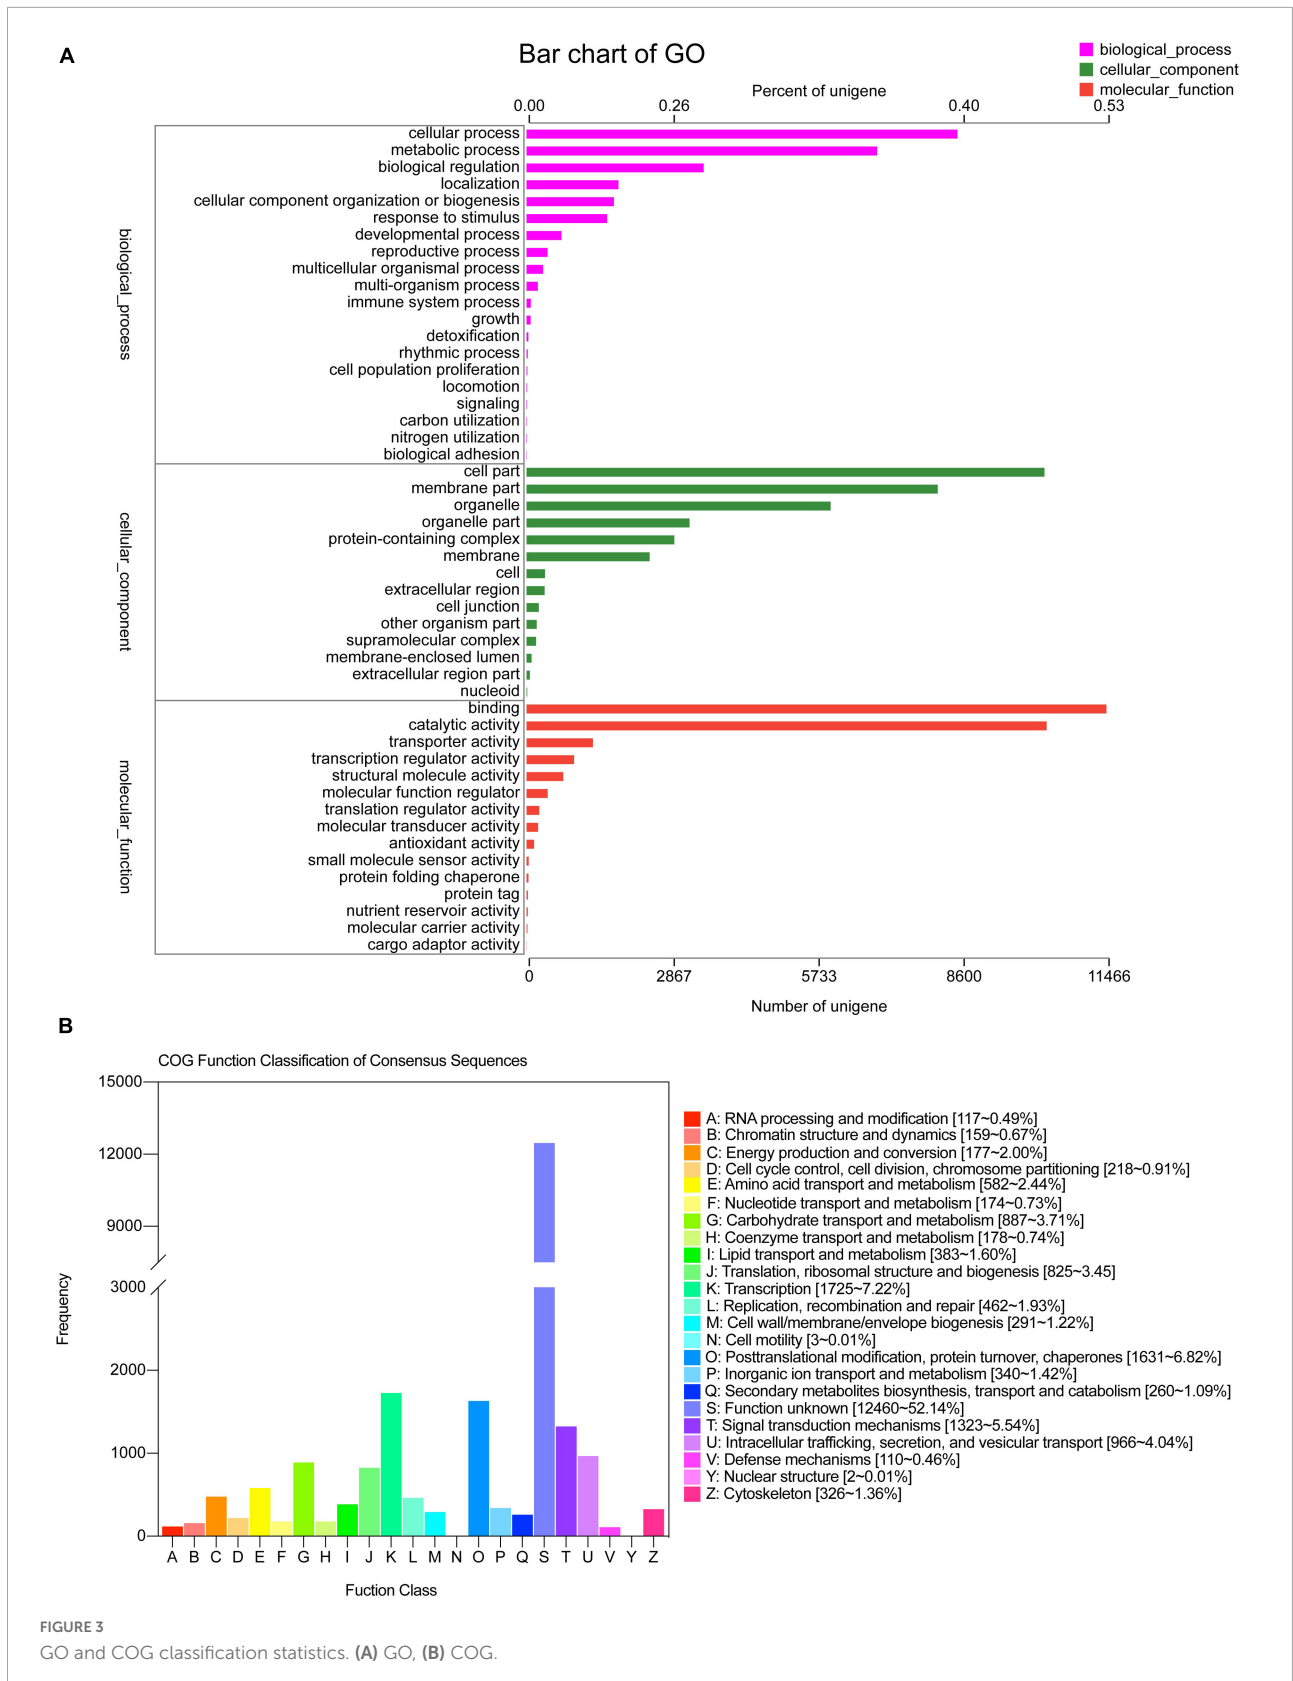 A
Bar chart of GO
biological_process
cellular_component
molecular_function
Percent of unigene
0.00 0.26 0.40 0.53
biological_process
cellular process
metabolic process
biological regulation
localization
cellular component organization or biogenesis
response to stimulus
developmental process
reproductive process
multicellular organismal process
multi-organism process
immune system process
growth
detoxification
rhythmic process
cell population proliferation
locomotion
signaling
carbon utilization
nitrogen utilization
biological adhesion
cellular_component
cell part
membrane part
organelle
organelle part
protein-containing complex
membrane
cell
extracellular region
cell junction
other organism part
supramolecular complex
membrane-enclosed lumen
extracellular region part
nucleoid
molecular_function
binding
catalytic activity
transporter activity
transcription regulator activity
structural molecule activity
molecular function regulator
translation regulator activity
molecular transducer activity
antioxidant activity
small molecule sensor activity
protein folding chaperone
protein tag
nutrient reservoir activity
molecular carrier activity
cargo adaptor activity
0 2867 5733 8600 11466
Number of unigene
B
COG Function Classification of Consensus Sequences
15000
12000
9000
3000
2000
1000
0
Frequency
A B C D E F G H I J K L M N O P Q S T U V Y Z
Fuction Class
A: RNA processing and modification [117~0.49%]
B: Chromatin structure and dynamics [159~0.67%]
C: Energy production and conversion [177~2.00%]
D: Cell cycle control, cell division, chromosome partitioning [218~0.91%]
E: Amino acid transport and metabolism [582~2.44%]
F: Nucleotide transport and metabolism [174~0.73%]
G: Carbohydrate transport and metabolism [887~3.71%]
H: Coenzyme transport and metabolism [178~0.74%]
I: Lipid transport and metabolism [383~1.60%]
J: Translation, ribosomal structure and biogenesis [825~3.45]
K: Transcription [1725~7.22%]
L: Replication, recombination and repair [462~1.93%]
M: Cell wall/membrane/envelope biogenesis [291~1.22%]
N: Cell motility [3~0.01%]
O: Posttranslational modification, protein turnover, chaperones [1631~6.82%]
P: Inorganic ion transport and metabolism [340~1.42%]
Q: Secondary metabolites biosynthesis, transport and catabolism [260~1.09%]
S: Function unknown [12460~52.14%]
T: Signal transduction mechanisms [1323~5.54%]
U: Intracellular trafficking, secretion, and vesicular transport [966~4.04%]
V: Defense mechanisms [110~0.46%]
Y: Nuclear structure [2~0.01%]
Z: Cytoskeleton [326~1.36%]
FIGURE 3
GO and COG classification statistics. (A) GO, (B) COG.